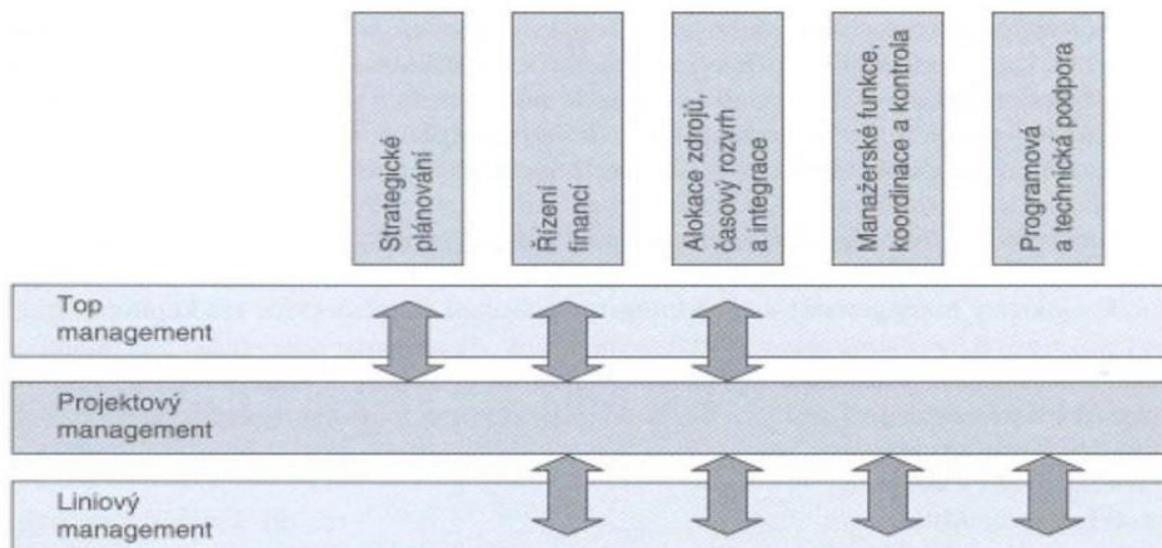 Strategické
plánování
Řízení
financí
Alokace zdrojů,
časový rozvrh
a integrace
Manažerské funkce,
koordinace a kontrola
Programová
a technická podpora
Top
management
Projektový
management
Liniový
management